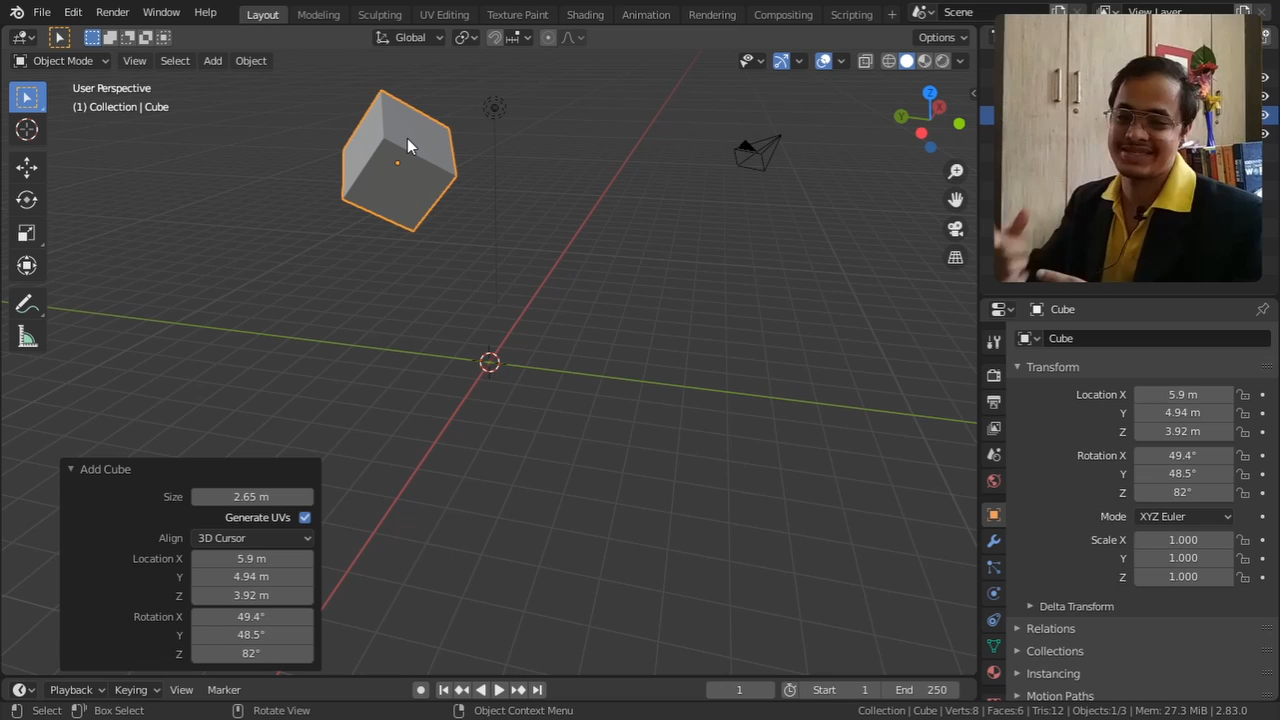 File Edit Render Window Help Layout Modeling Sculpting UV Editing Texture Paint Shading Animation Rendering Compositing Scripting + Scene View Layer
Global Options
Object Mode View Select Add Object
User Perspective
(1) Collection | Cube
Z
X
Y
Cube
Cube
Transform
Location X 5.9 m
Y 4.94 m
Z 3.92 m
Rotation X 49.4°
Y 48.5°
Z 82°
Mode XYZ Euler
Scale X 1.000
Y 1.000
Z 1.000
Delta Transform
Relations
Collections
Instancing
Motion Paths
Add Cube
Size 2.65 m
Generate UVs
Align 3D Cursor
Location X 5.9 m
Y 4.94 m
Z 3.92 m
Rotation X 49.4°
Y 48.5°
Z 82°
Playback Keying View Marker 1 Start 1 End 250
Select Box Select Rotate View Object Context Menu Collection | Cube | Verts:8 | Faces:6 | Tris:12 | Objects:1/3 | Mem: 27.3 MiB | 2.83.0